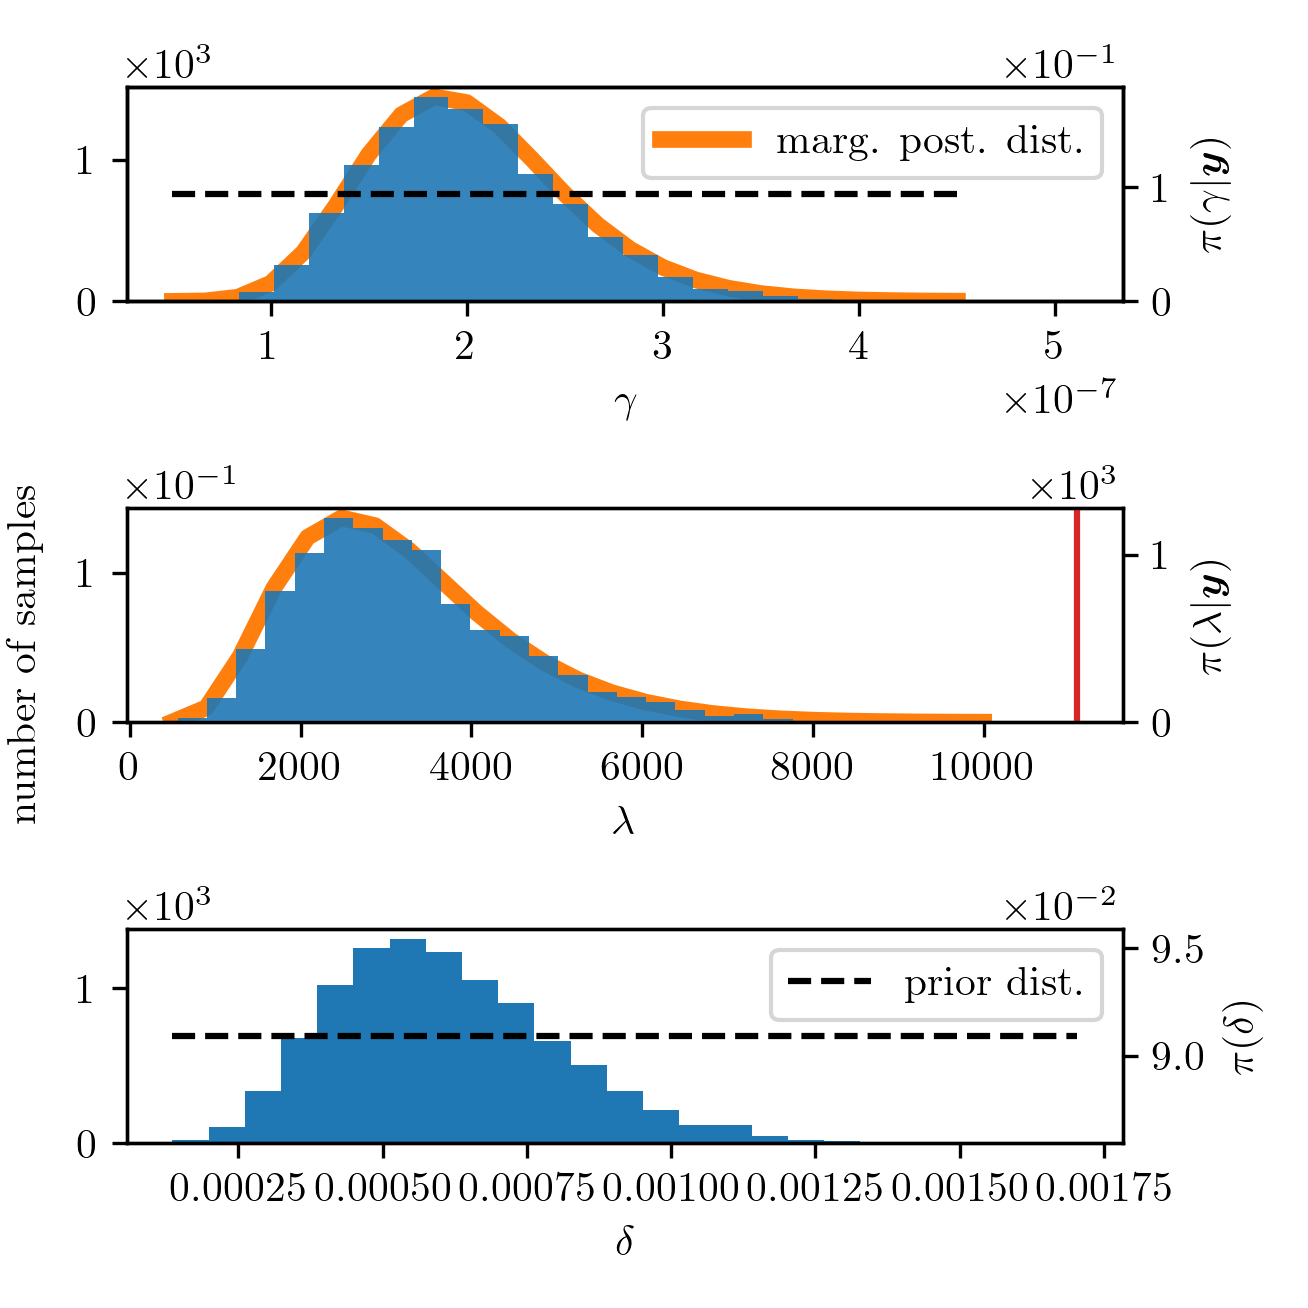 ×10³ ×10⁻¹
marg. post. dist.
1
0
1
0
π(γ|y)
1 2 3 4 5
γ
×10⁻⁷
number of samples
×10⁻¹ ×10³
1
0
1
0
π(λ|y)
0 2000 4000 6000 8000 10000
λ
×10³ ×10⁻²
prior dist.
1
0
9.5
9.0
π(δ)
0.00025 0.00050 0.00075 0.00100 0.00125 0.00150 0.00175
δ